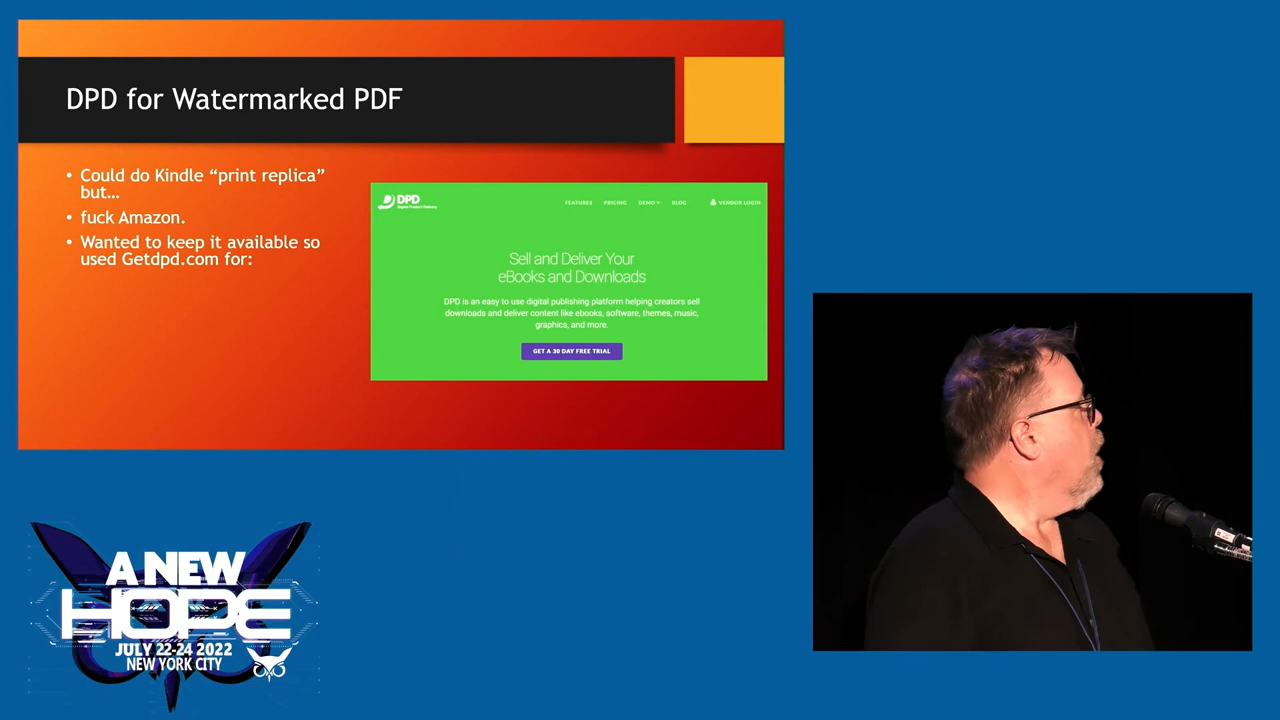 DPD for Watermarked PDF
• Could do Kindle “print replica”
but…
• fuck Amazon.
• Wanted to keep it available so
used Getdpd.com for:
DPD
Digital Product Delivery
FEATURES PRICING DEMO BLOG VENDOR LOGIN
Sell and Deliver Your
eBooks and Downloads
DPD is an easy to use digital publishing platform helping creators sell
downloads and deliver content like ebooks, software, themes, music,
graphics, and more.
GET A 30 DAY FREE TRIAL
A NEW
HOPE
JULY 22-24 2022
NEW YORK CITY